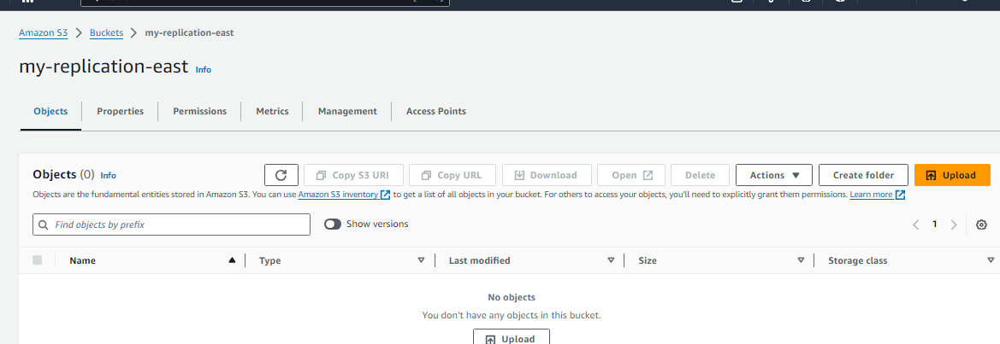 Amazon S3 > Buckets > my-replication-east
my-replication-east Info
Objects Properties Permissions Metrics Management Access Points
Objects (0) Info Copy S3 URI Copy URL Download Open Delete Actions Create folder Upload
Objects are the fundamental entities stored in Amazon S3. You can use Amazon S3 inventory to get a list of all objects in your bucket. For others to access your objects, you'll need to explicitly grant them permissions. Learn more
Find objects by prefix Show versions 1
Name Type Last modified Size Storage class
No objects
You don't have any objects in this bucket.
Upload